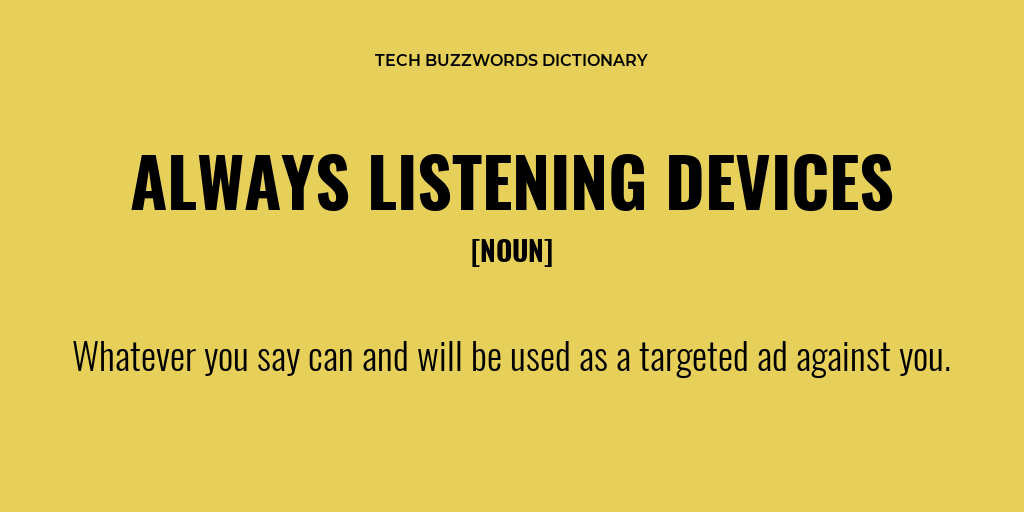 TECH BUZZWORDS DICTIONARY
ALWAYS LISTENING DEVICES
[NOUN]
Whatever you say can and will be used as a targeted ad against you.